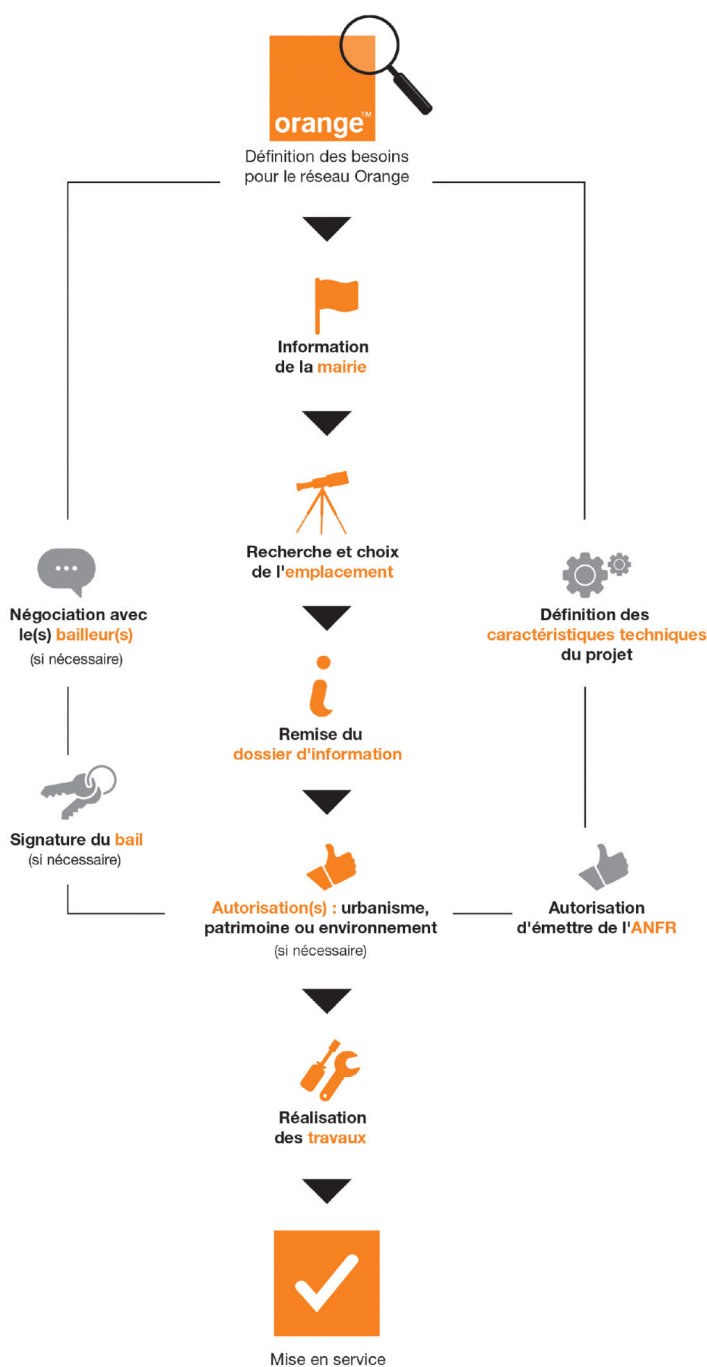 orange™
Définition des besoins
pour le réseau Orange
Information
de la mairie
Recherche et choix
de l'emplacement
Négociation avec
le(s) bailleur(s)
(si nécessaire)
Définition des
caractéristiques techniques
du projet
Remise du
dossier d'information
Signature du bail
(si nécessaire)
Autorisation(s) : urbanisme,
patrimoine ou environnement
(si nécessaire)
Autorisation
d'émettre de l'ANFR
Réalisation
des travaux
Mise en service